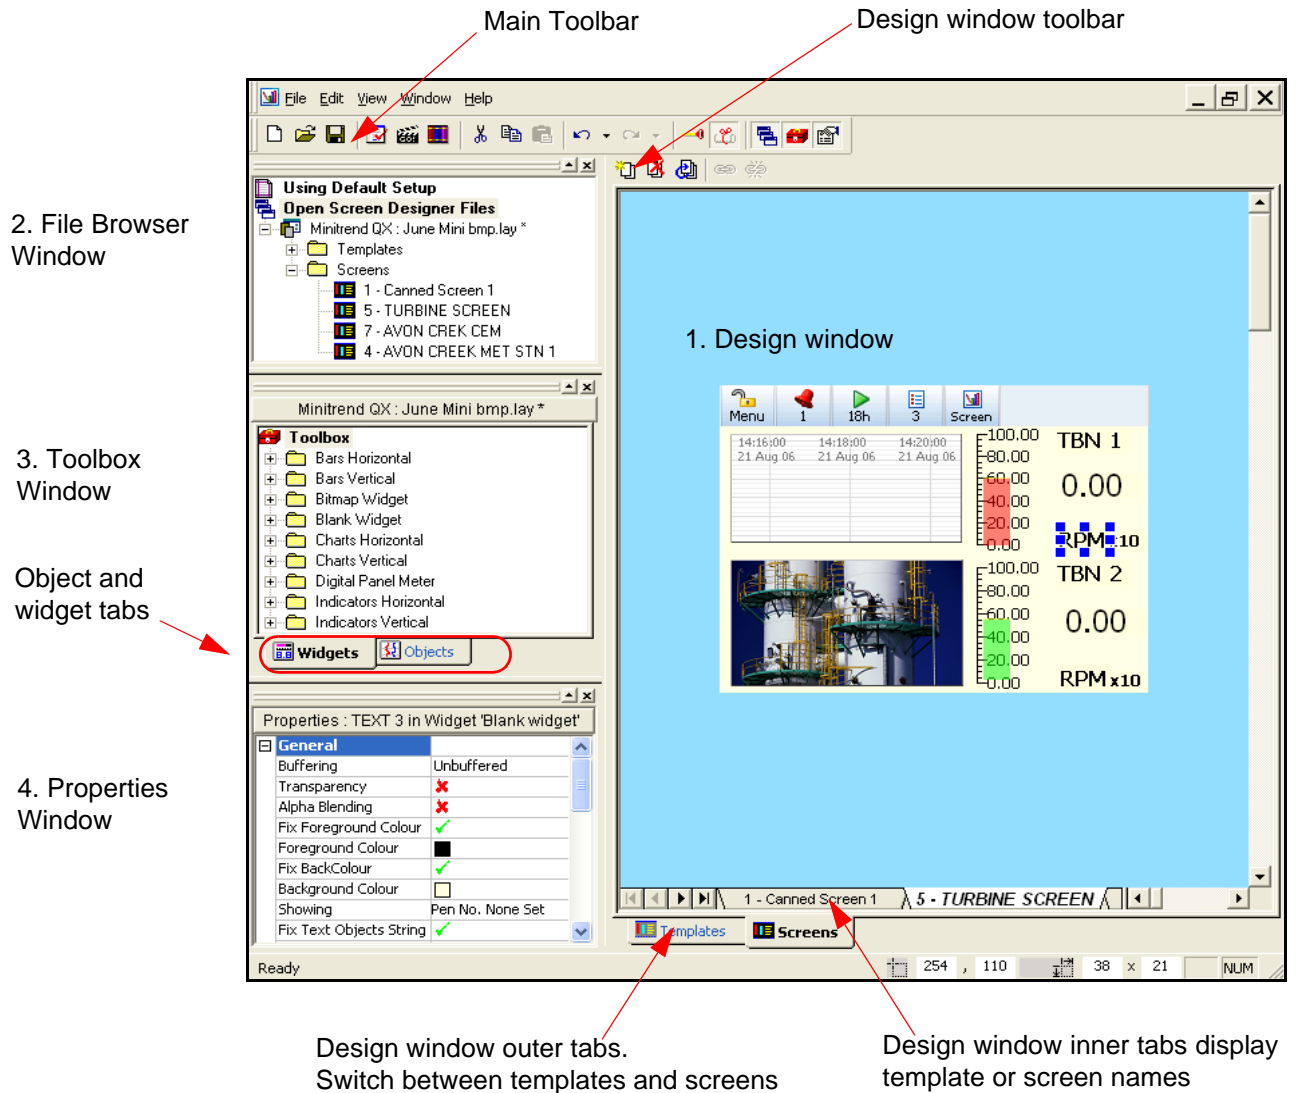 Main Toolbar
Design window toolbar
File Edit View Window Help
2. File Browser
Window
Using Default Setup
Open Screen Designer Files
Minitrend QX : June Mini bmp.lay *
Templates
Screens
1 - Canned Screen 1
5 - TURBINE SCREEN
7 - AVON CREK CEM
4 - AVON CREEK MET STN 1
3. Toolbox
Window
Minitrend QX : June Mini bmp.lay *
Toolbox
Bars Horizontal
Bars Vertical
Bitmap Widget
Blank Widget
Charts Horizontal
Charts Vertical
Digital Panel Meter
Indicators Horizontal
Indicators Vertical
Object and
widget tabs
Widgets
Objects
4. Properties
Window
Properties : TEXT 3 in Widget 'Blank widget'
General
Buffering Unbuffered
Transparency
Alpha Blending
Fix Foreground Colour
Foreground Colour
Fix BackColour
Background Colour
Showing Pen No. None Set
Fix Text Objects String
1. Design window
Menu 1 18h 3 Screen
14:16:00 14:18:00 14:20:00
21 Aug 06 21 Aug 06 21 Aug 06
100.00
80.00
60.00
40.00
20.00
0.00
TBN 1
0.00
RPM x10
100.00
80.00
60.00
40.00
20.00
0.00
TBN 2
0.00
RPM x10
1 - Canned Screen 1
5 - TURBINE SCREEN
Templates
Screens
Ready
254 , 110
38 x 21
NUM
Design window outer tabs.
Switch between templates and screens
Design window inner tabs display
template or screen names